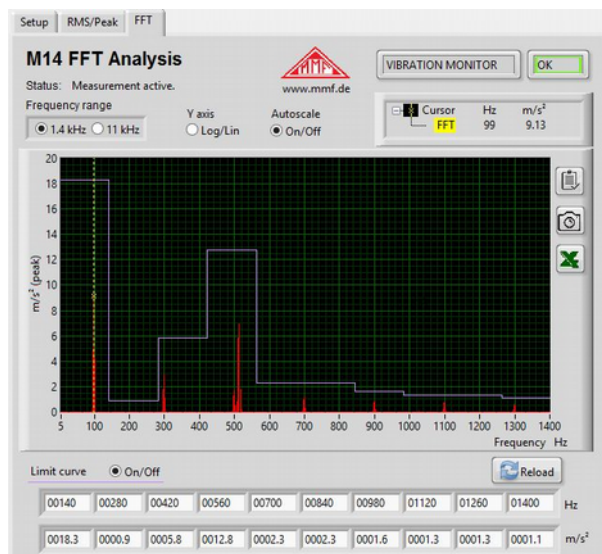 Setup RMS/Peak FFT
M14 FFT Analysis
Status: Measurement active.
MMF
www.mmf.de
VIBRATION MONITOR OK
Frequency range
1.4 kHz 11 kHz
Y axis
Log/Lin
Autoscale
On/Off
Cursor Hz m/s²
FFT 99 9.13
m/s² (peak)
20
18
16
14
12
10
8
6
4
2
0
5 100 200 300 400 500 600 700 800 900 1000 1100 1200 1300 1400
Frequency Hz
Limit curve On/Off
Reload
00140 00280 00420 00560 00700 00840 00980 01120 01260 01400 Hz
0018.3 0000.9 0005.8 0012.8 0002.3 0002.3 0001.6 0001.3 0001.3 0001.1 m/s²